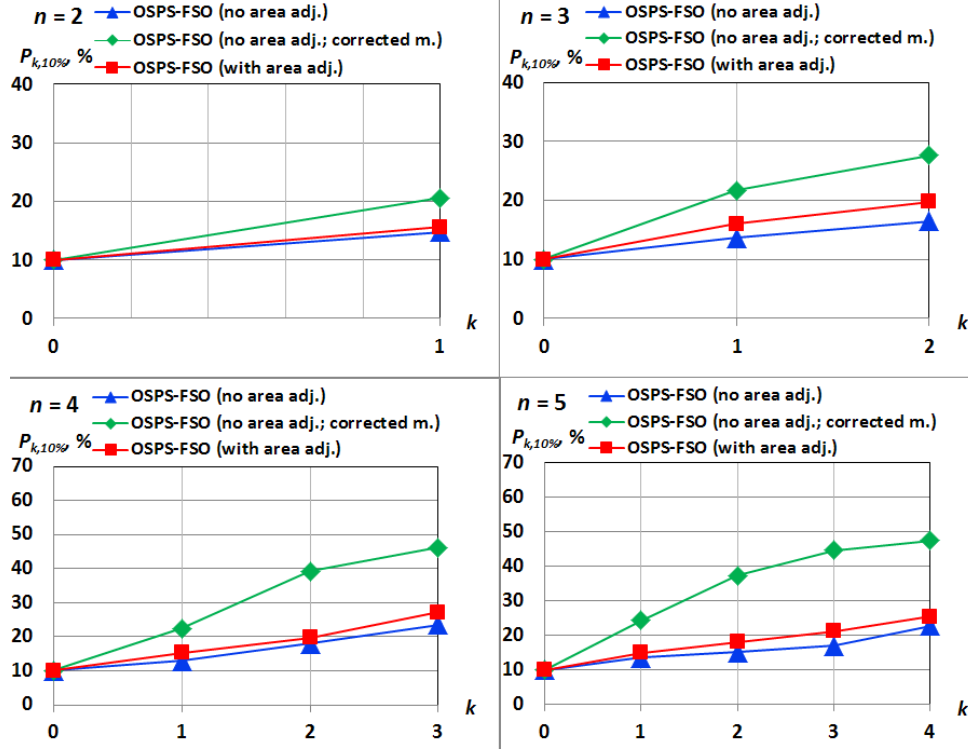 n = 2
OSPS-FSO (no area adj.)
OSPS-FSO (no area adj.; corrected m.)
OSPS-FSO (with area adj.)
Pk,10%, %
40
30
20
10
0
0
1
k
n = 3
OSPS-FSO (no area adj.)
OSPS-FSO (no area adj.; corrected m.)
OSPS-FSO (with area adj.)
Pk,10%, %
40
30
20
10
0
0
1
2
k
n = 4
OSPS-FSO (no area adj.)
OSPS-FSO (no area adj.; corrected m.)
OSPS-FSO (with area adj.)
Pk,10%, %
70
60
50
40
30
20
10
0
0
1
2
3
k
n = 5
OSPS-FSO (no area adj.)
OSPS-FSO (no area adj.; corrected m.)
OSPS-FSO (with area adj.)
Pk,10%, %
70
60
50
40
30
20
10
0
0
1
2
3
4
k